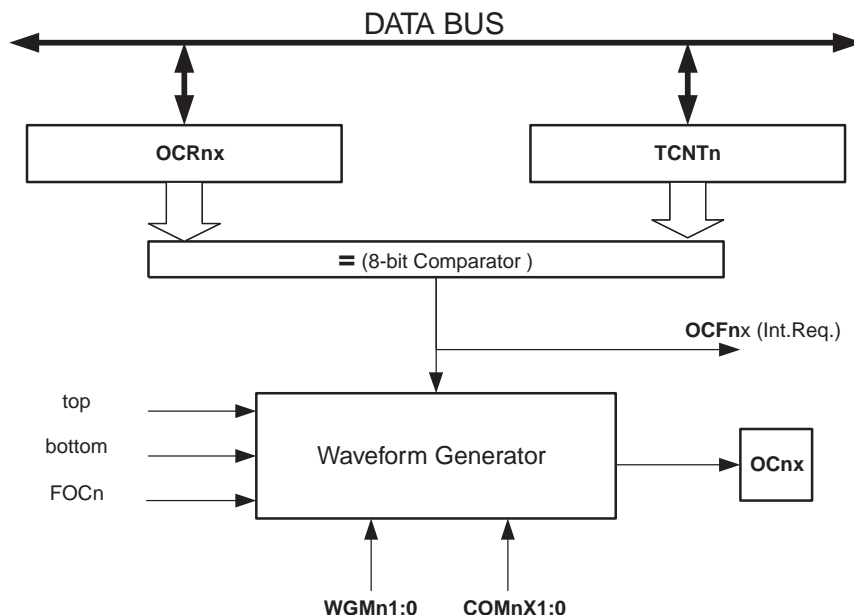 DATA BUS
OCRnx
TCNTn
= (8-bit Comparator )
OCFnx (Int.Req.)
top
bottom
FOCn
Waveform Generator
OCnx
WGMn1:0
COMnX1:0